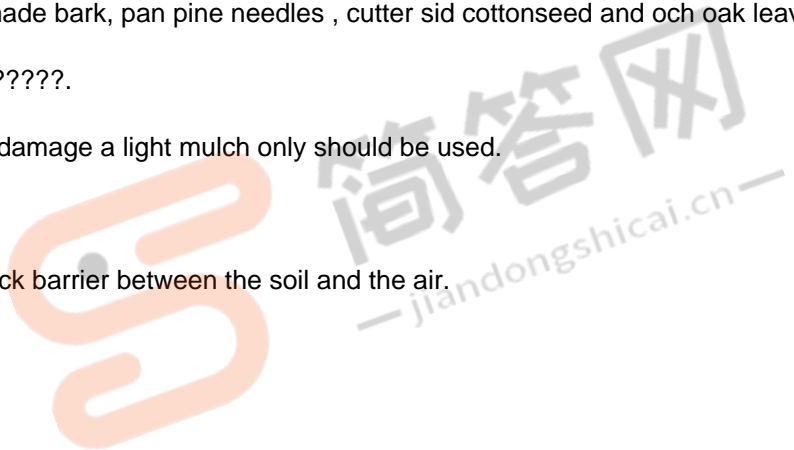 ade bark, pan pine needles , cutter sid cottonseed and och oak leav
?????.
damage a light mulch only should be used.
ck barrier between the soil and the air.
简答网
jiandongshicai.cn